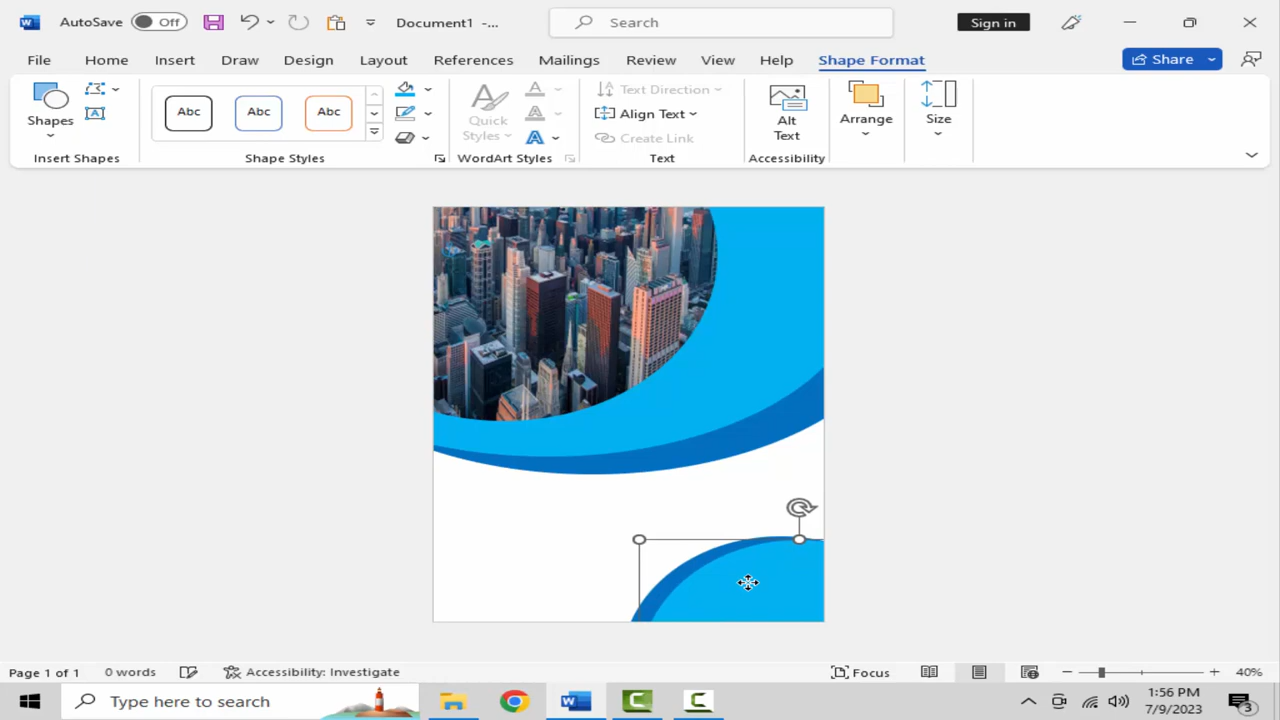 AutoSave Off Document1 -... Search Sign in
File Home Insert Draw Design Layout References Mailings Review View Help Shape Format Share
Shapes Abc Abc Abc Quick Styles Text Direction Align Text Create Link Alt Text Arrange Size
Insert Shapes Shape Styles WordArt Styles Text Accessibility
Page 1 of 1 0 words Accessibility: Investigate Focus 40%
Type here to search 1:56 PM
7/9/2023 3